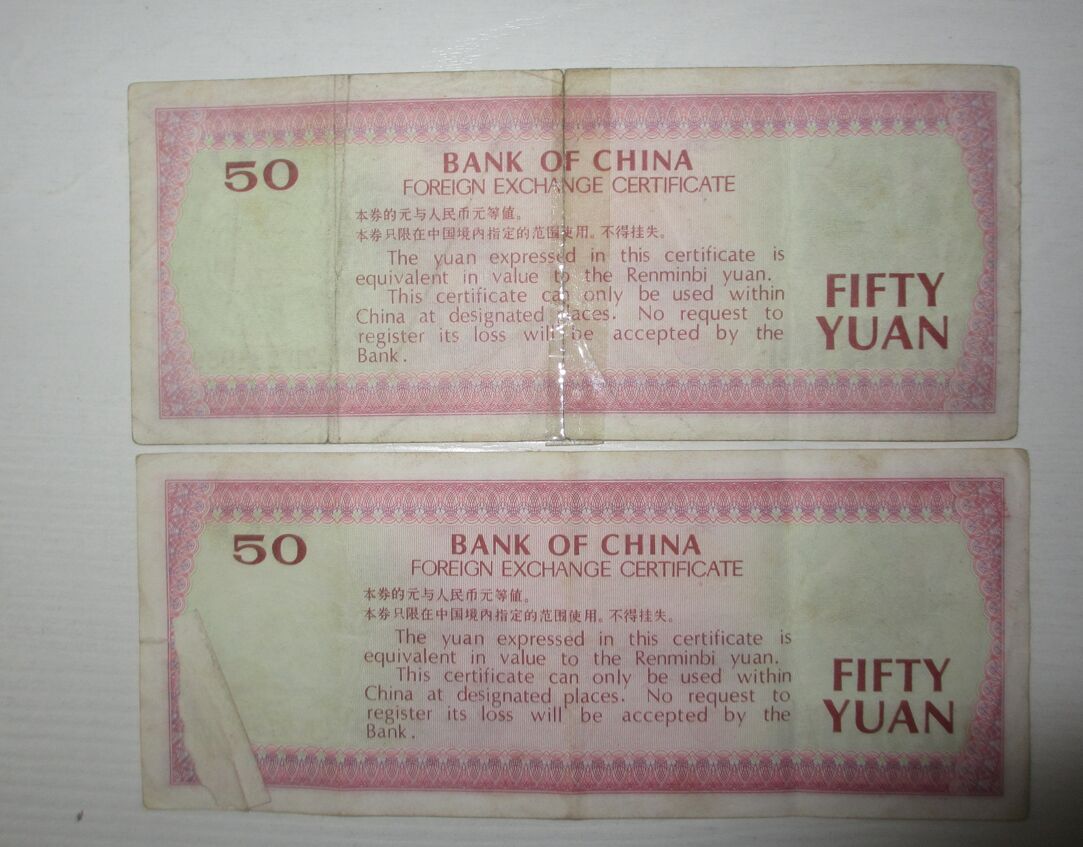 50
BANK OF CHINA
FOREIGN EXCHANGE CERTIFICATE
本券的元与人民币元等値。
本券只限在中国境内指定的范围使用。不得挂失。
The yuan expressed in this certificate is
equivalent in value to the Renminbi yuan.
This certificate can only be used within
China at designated places. No request to
register its loss will be accepted by the
Bank.
FIFTY
YUAN
50
BANK OF CHINA
FOREIGN EXCHANGE CERTIFICATE
本券的元与人民币元等値。
本券只限在中国境内指定的范围使用。不得挂失。
The yuan expressed in this certificate is
equivalent in value to the Renminbi yuan.
This certificate can only be used within
China at designated places. No request to
register its loss will be accepted by the
Bank.
FIFTY
YUAN